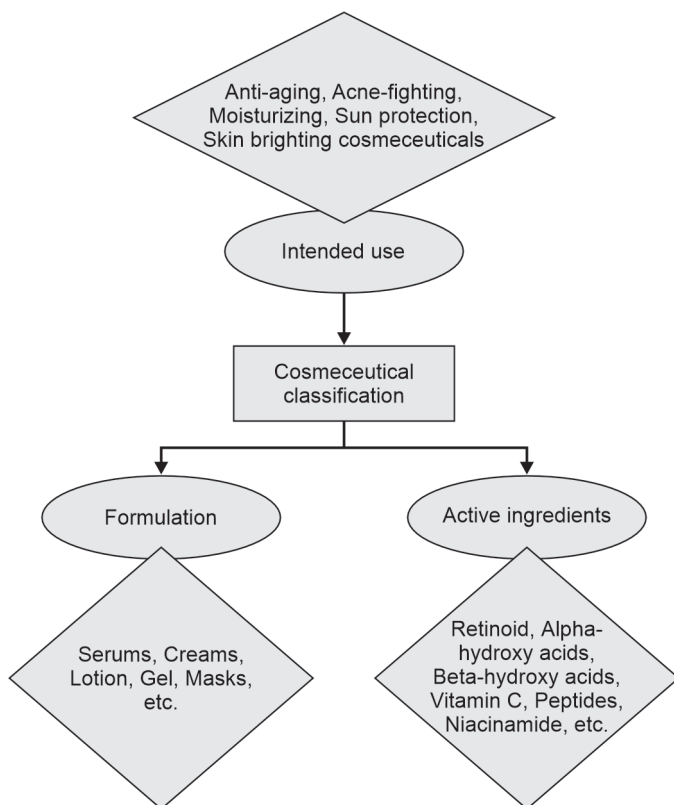 Anti-aging, Acne-fighting,
Moisturizing, Sun protection,
Skin brighting cosmeceuticals
Intended use
Cosmeceutical
classification
Formulation
Active ingredients
Serums, Creams,
Lotion, Gel, Masks,
etc.
Retinoid, Alpha-
hydroxy acids,
Beta-hydroxy acids,
Vitamin C, Peptides,
Niacinamide, etc.